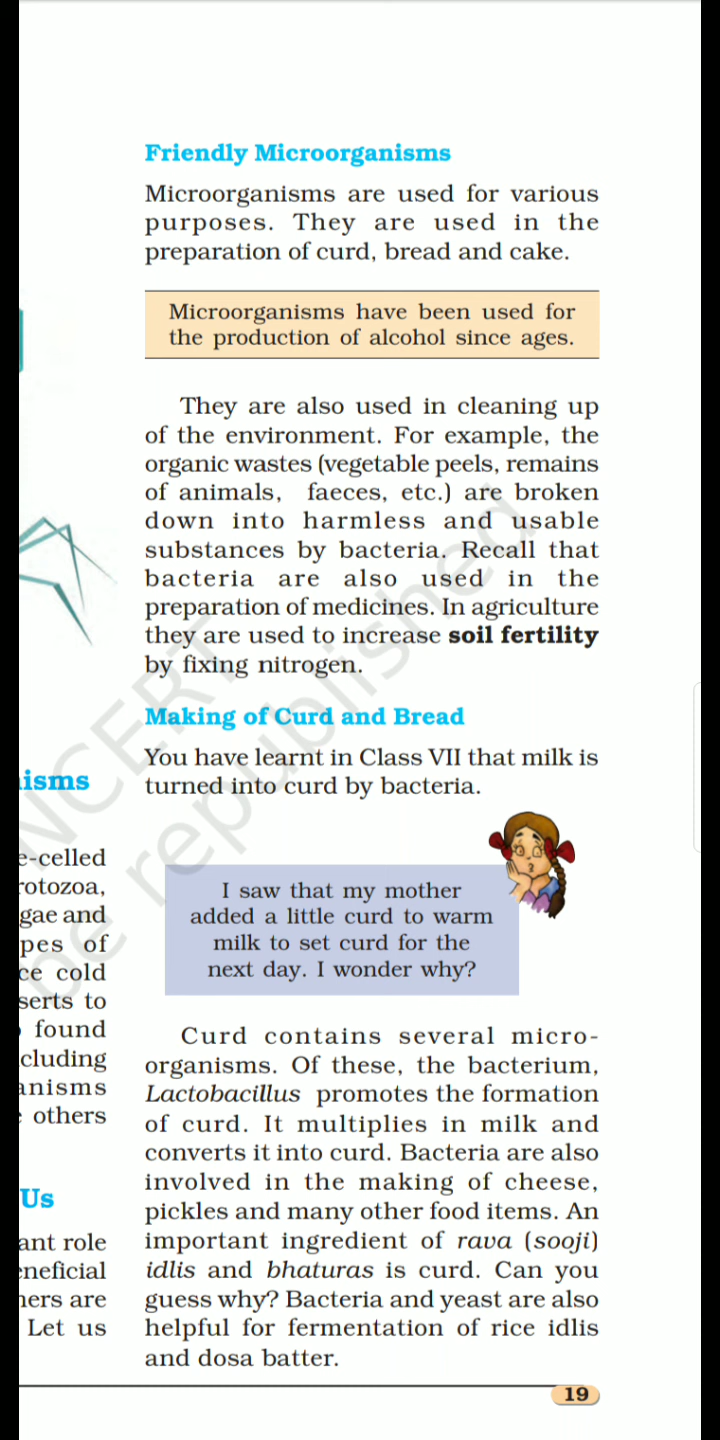 isms
e-celled
rotozoa,
gae and
pes of
ce cold
serts to
found
cluding
anisms
others
Us
ant role
neficial
hers are
Let us
Friendly Microorganisms
Microorganisms are used for various
purposes. They are used in the
preparation of curd, bread and cake.
Microorganisms have been used for
the production of alcohol since ages.
They are also used in cleaning up
of the environment. For example, the
organic wastes (vegetable peels, remains
of animals, faeces, etc.) are broken
down into harmless and usable
substances by bacteria. Recall that
bacteria are also used in the
preparation of medicines. In agriculture
they are used to increase soil fertility
by fixing nitrogen.
Making of Curd and Bread
You have learnt in Class VII that milk is
turned into curd by bacteria.
I saw that my mother
added a little curd to warm
milk to set curd for the
next day. I wonder why?
Curd contains several micro-
organisms. Of these, the bacterium,
Lactobacillus promotes the formation
of curd. It multiplies in milk and
converts it into curd. Bacteria are also
involved in the making of cheese,
pickles and many other food items. An
important ingredient of rava (sooji)
idlis and bhaturas is curd. Can you
guess why? Bacteria and yeast are also
helpful for fermentation of rice idlis
and dosa batter.
19
NCERT
be republished